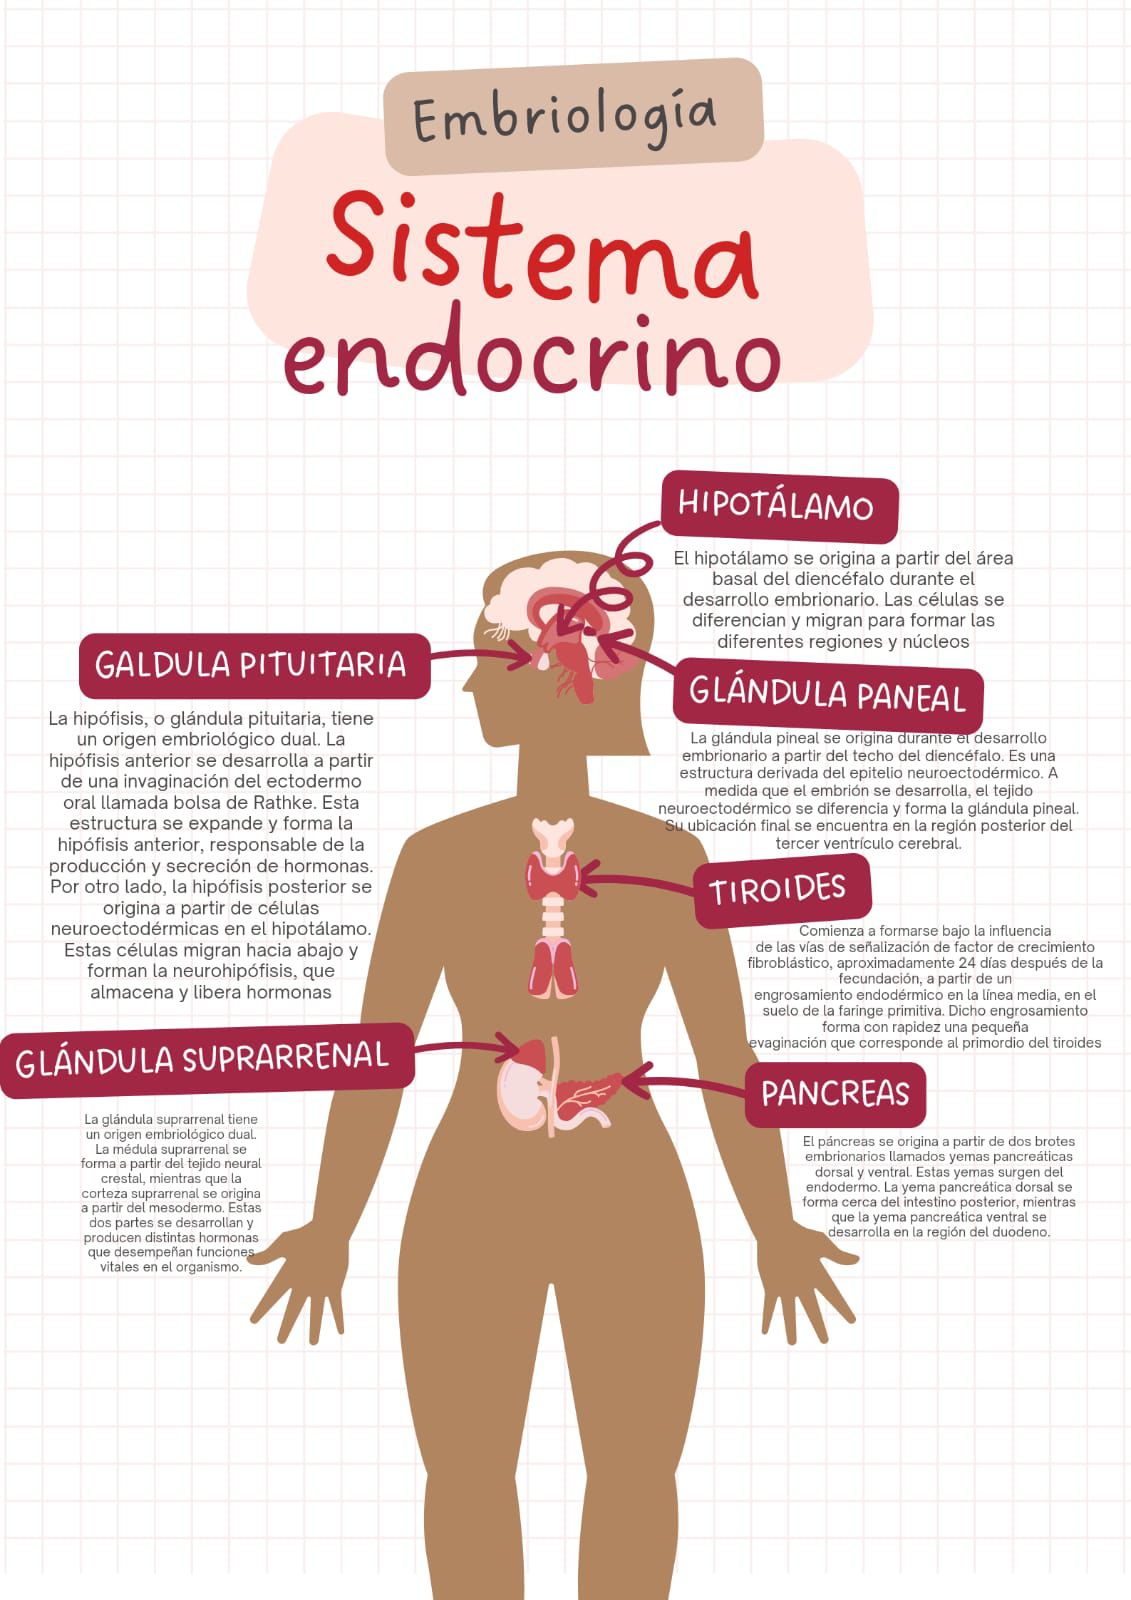 Embriología
Sistema
endocrino
HIPOTÁLAMO
El hipotálamo se origina a partir del área
basal del diencéfalo durante el
desarrollo embrionario. Las células se
diferencian y migran para formar las
diferentes regiones y núcleos
GALDULA PITUITARIA
La hipófisis, o glándula pituitaria, tiene
un origen embriológico dual. La
hipófisis anterior se desarrolla a partir
de una invaginación del ectodermo
oral llamada bolsa de Rathke. Esta
estructura se expande y forma la
hipófisis anterior, responsable de la
producción y secreción de hormonas.
Por otro lado, la hipófisis posterior se
origina a partir de células
neuroectodérmicas en el hipotálamo.
Estas células migran hacia abajo y
forman la neurohipófisis, que
almacena y libera hormonas
GLÁNDULA PANEAL
La glándula pineal se origina durante el desarrollo
embrionario a partir del techo del diencéfalo. Es una
estructura derivada del epitelio neuroectodérmico. A
medida que el embrión se desarrolla, el tejido
neuroectodérmico se diferencia y forma la glándula pineal.
Su ubicación final se encuentra en la región posterior del
tercer ventrículo cerebral.
TIROIDES
Comienza a formarse bajo la influencia
de las vías de señalización de factor de crecimiento
fibroblástico, aproximadamente 24 días después de la
fecundación, a partir de un
engrosamiento endodérmico en la línea media, en el
suelo de la faringe primitiva. Dicho engrosamiento
forma con rapidez una pequeña
evaginación que corresponde al primordio del tiroides
GLÁNDULA SUPRARRENAL
La glándula suprarrenal tiene
un origen embriológico dual.
La médula suprarrenal se
forma a partir del tejido neural
crestal, mientras que la
corteza suprarrenal se origina
a partir del mesodermo. Estas
dos partes se desarrollan y
producen distintas hormonas
que desempeñan funciones
vitales en el organismo.
PANCREAS
El páncreas se origina a partir de dos brotes
embrionarios llamados yemas pancreáticas
dorsal y ventral. Estas yemas surgen del
endodermo. La yema pancreática dorsal se
forma cerca del intestino posterior, mientras
que la yema pancreática ventral se
desarrolla en la región del duodeno.